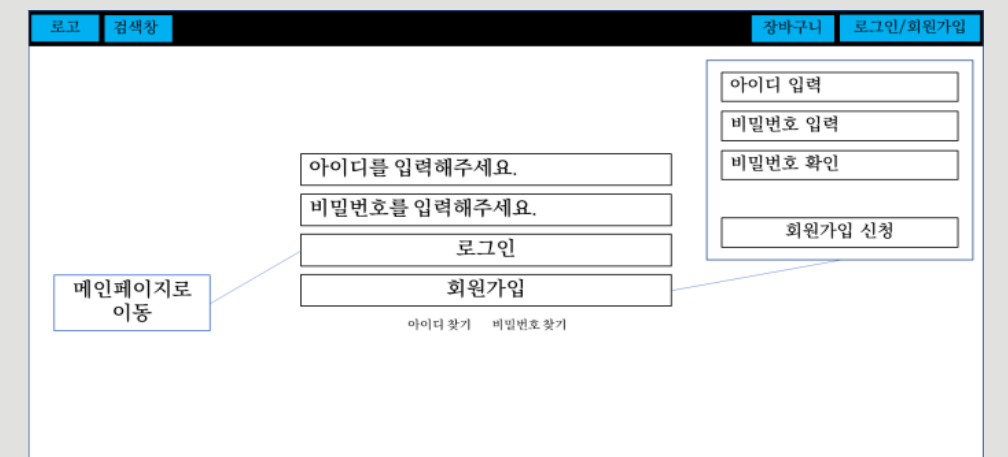 로고 검색창 장바구니 로그인/회원가입
아이디 입력
비밀번호 입력
비밀번호 확인
회원가입 신청
아이디를 입력해주세요.
비밀번호를 입력해주세요.
로그인
회원가입
아이디 찾기 비밀번호 찾기
메인페이지로
이동